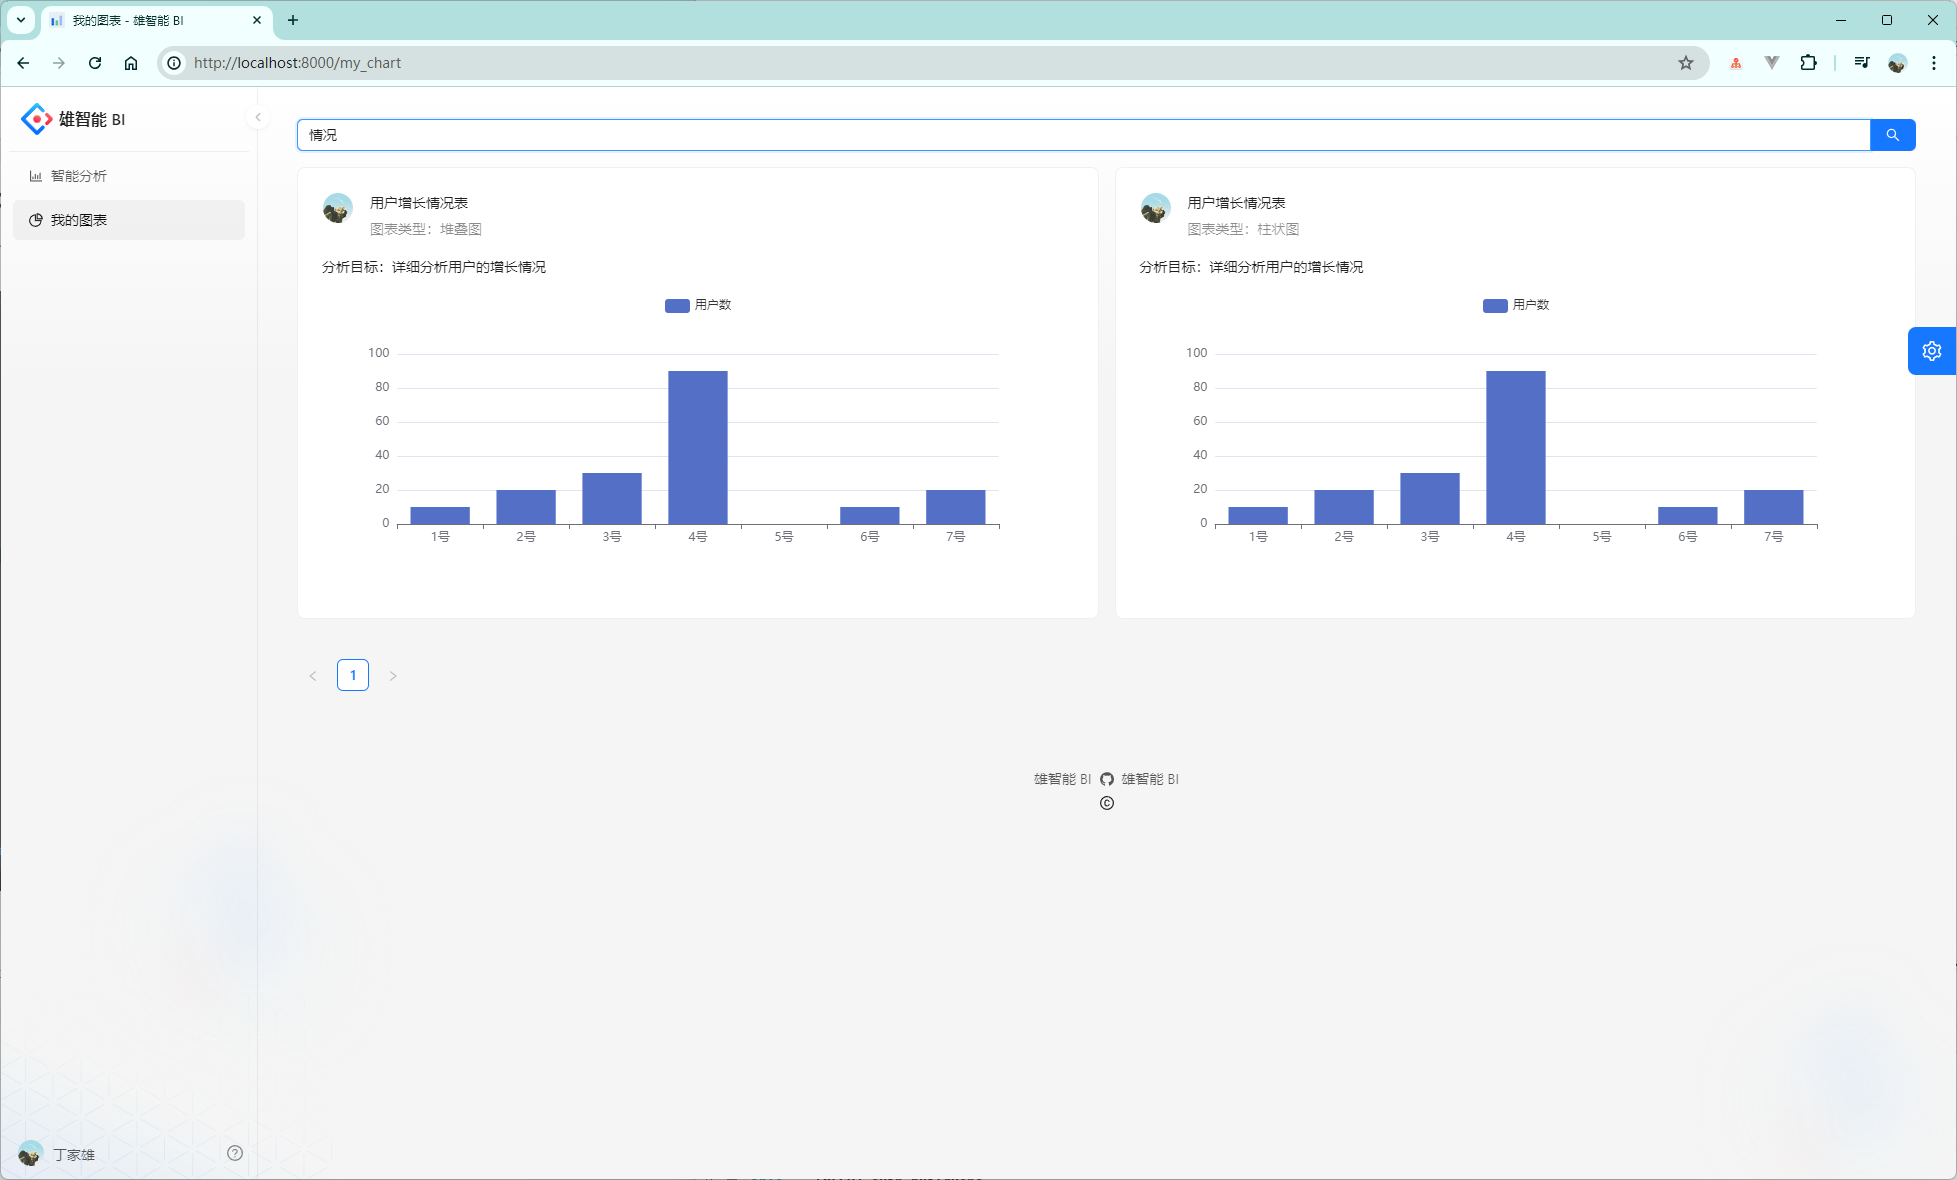 我的图表 - 雄智能 BI
http://localhost:8000/my_chart
雄智能 BI
智能分析
我的图表
情况
用户增长情况表
图表类型：堆叠图
分析目标：详细分析用户的增长情况
用户数
100
80
60
40
20
0
1号 2号 3号 4号 5号 6号 7号
用户增长情况表
图表类型：柱状图
分析目标：详细分析用户的增长情况
用户数
100
80
60
40
20
0
1号 2号 3号 4号 5号 6号 7号
1
雄智能 BI 雄智能 BI
©
丁家雄